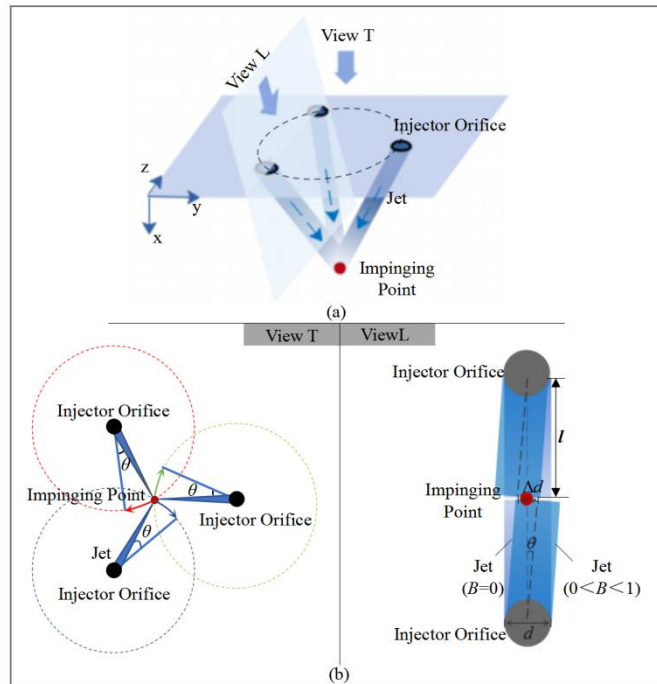 View T
View L
Injector Orifice
z
y
x
Jet
Impinging
Point
(a)
View T
ViewL
Injector Orifice
θ
Impinging Point
θ
Injector Orifice
Jet
θ
Injector Orifice
Injector Orifice
l
Impinging
Point
Δd
θ
Jet
(B=0)
Jet
(0<B<1)
Injector Orifice
d
(b)